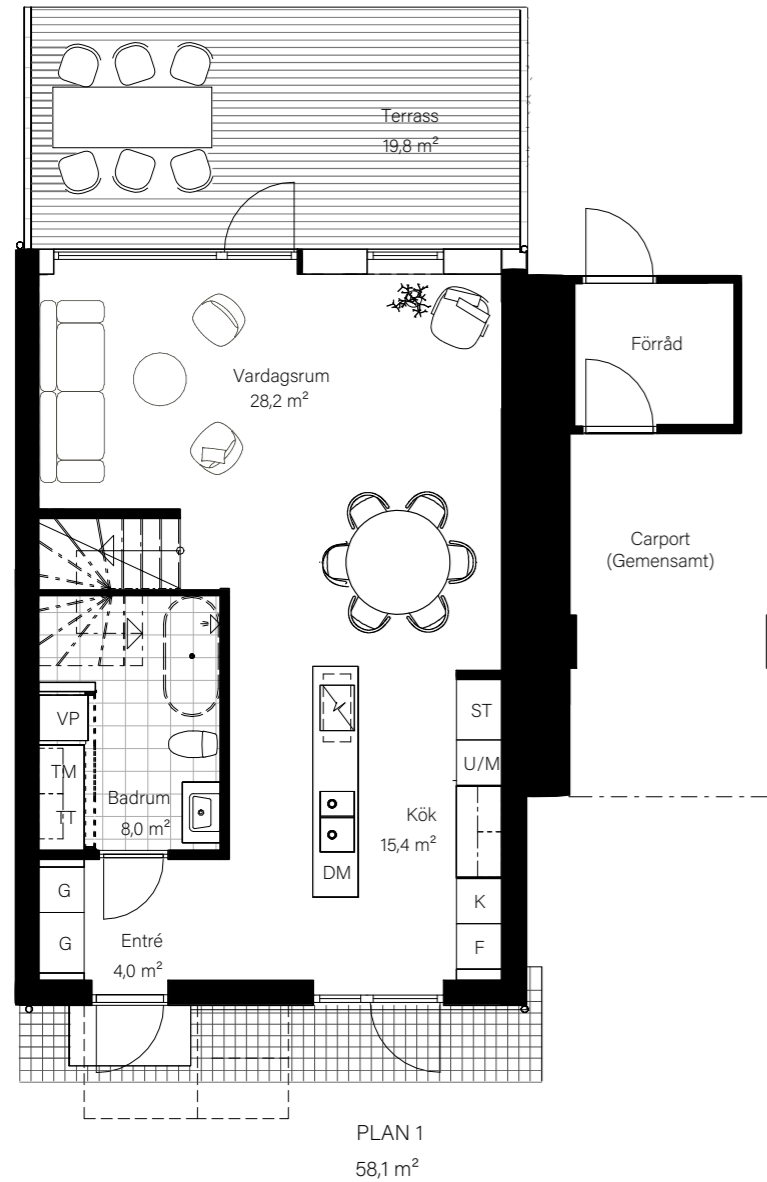 Terrass
19,8 m²
Förråd
Vardagsrum
28,2 m²
Carport
(Gemensamt)
VP
ST
TM
U/M
Badrum
8,0 m²
TT
Kök
15,4 m²
DM
G
K
G
Entré
4,0 m²
F
PLAN 1
58,1 m²